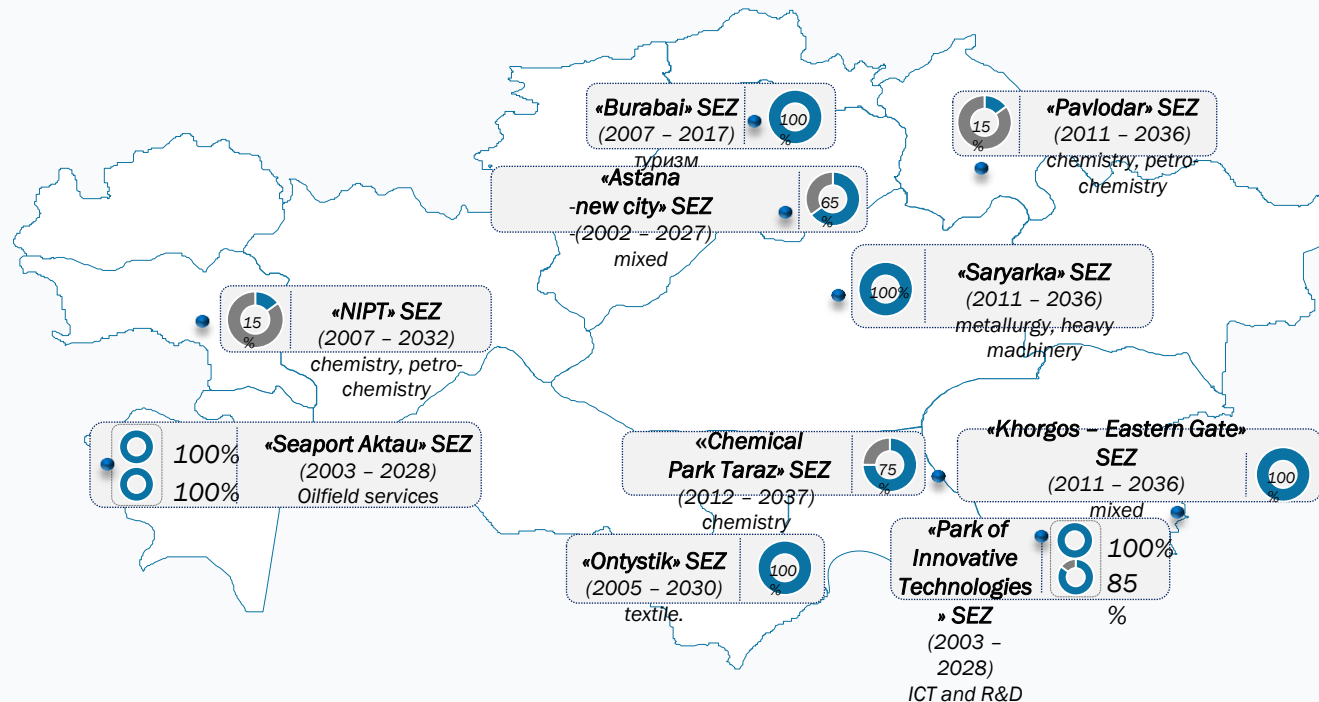 «Burabai» SEZ
(2007 – 2017)
туризм
100
%
«Pavlodar» SEZ
(2011 – 2036)
chemistry, petro-
chemistry
15
%
«Astana
-new city» SEZ
-(2002 – 2027)
mixed
65
%
«Saryarka» SEZ
(2011 – 2036)
metallurgy, heavy
machinery
100%
«NIPT» SEZ
(2007 – 2032)
chemistry, petro-
chemistry
15
%
«Seaport Aktau» SEZ
(2003 – 2028)
Oilfield services
100%
100%
«Chemical
Park Taraz» SEZ
(2012 – 2037)
chemistry
75
%
«Khorgos – Eastern Gate»
SEZ
(2011 – 2036)
mixed
100
%
«Ontystik» SEZ
(2005 – 2030)
textile.
100
%
«Park of
Innovative
Technologies
» SEZ
(2003 –
2028)
ICT and R&D
100%
85
%